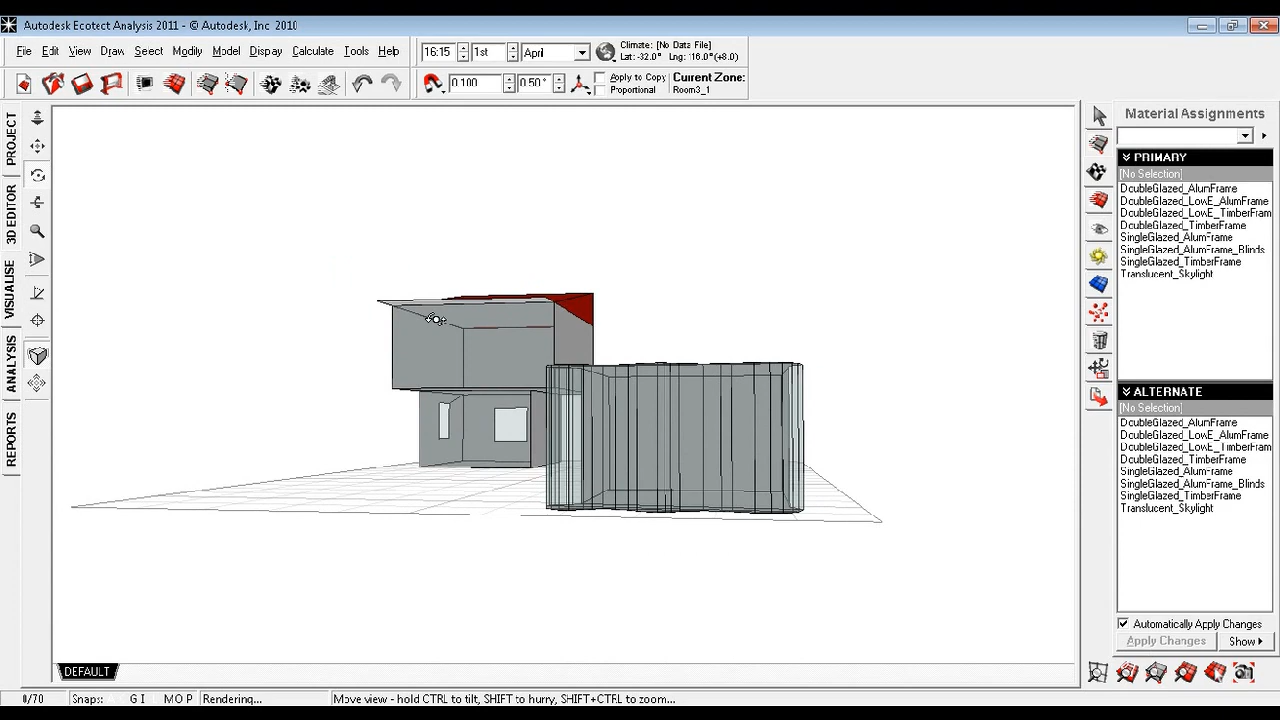 Autodesk Ecotect Analysis 2011 - © Autodesk, Inc. 2010
File Edit View Draw Select Modify Model Display Calculate Tools Help
16:15 1st April Climate: [No Data File]
Lat: -32.0° Lng: 116.0°(+8.0)
0.100 0.50° Apply to Copy
Proportional
Current Zone:
Room3_1
PROJECT
3D EDITOR
VISUALISE
ANALYSIS
REPORTS
Material Assignments
PRIMARY
[No Selection]
DoubleGlazed_AlumFrame
DoubleGlazed_LowE_AlumFrame
DoubleGlazed_LowE_TimberFram
DoubleGlazed_TimberFrame
SingleGlazed_AlumFrame
SingleGlazed_AlumFrame_Blinds
SingleGlazed_TimberFrame
Translucent_Skylight
ALTERNATE
[No Selection]
DoubleGlazed_AlumFrame
DoubleGlazed_LowE_AlumFrame
DoubleGlazed_LowE_TimberFram
DoubleGlazed_TimberFrame
SingleGlazed_AlumFrame
SingleGlazed_AlumFrame_Blinds
SingleGlazed_TimberFrame
Translucent_Skylight
Automatically Apply Changes
Apply Changes Show
DEFAULT
0/70 Snaps: G I M O P Rendering... Move view - hold CTRL to tilt, SHIFT to hurry, SHIFT+CTRL to zoom...